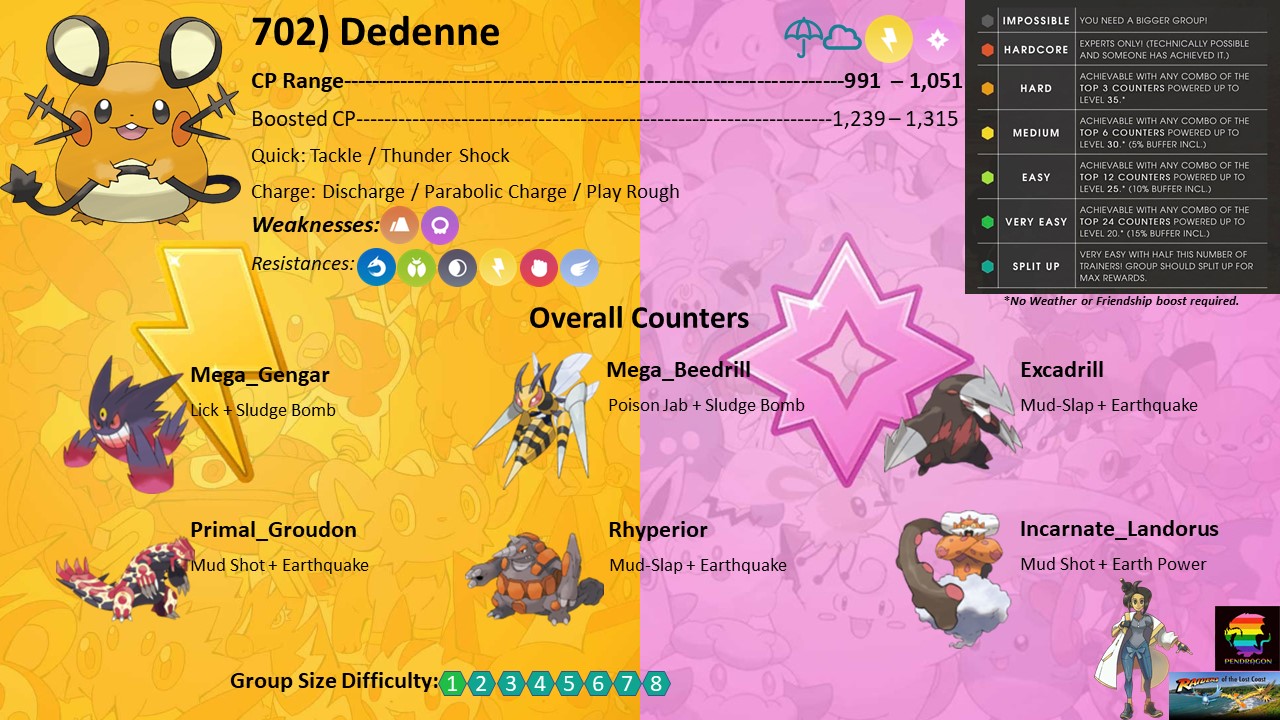 702) Dedenne
CP Range------------------------------------------------------------------------991 – 1,051
Boosted CP--------------------------------------------------------------------1,239 – 1,315
Quick: Tackle / Thunder Shock
Charge: Discharge / Parabolic Charge / Play Rough
Weaknesses:
Resistances:
IMPOSSIBLE YOU NEED A BIGGER GROUP!
HARDCORE EXPERTS ONLY! (TECHNICALLY POSSIBLE
AND SOMEONE HAS ACHIEVED IT.)
HARD ACHIEVABLE WITH ANY COMBO OF THE
TOP 3 COUNTERS POWERED UP TO
LEVEL 35.*
MEDIUM ACHIEVABLE WITH ANY COMBO OF THE
TOP 6 COUNTERS POWERED UP TO
LEVEL 30.* (5% BUFFER INCL.)
EASY ACHIEVABLE WITH ANY COMBO OF THE
TOP 12 COUNTERS POWERED UP TO
LEVEL 25.* (10% BUFFER INCL.)
VERY EASY ACHIEVABLE WITH ANY COMBO OF THE
TOP 24 COUNTERS POWERED UP TO
LEVEL 20.* (15% BUFFER INCL.)
SPLIT UP VERY EASY WITH HALF THIS NUMBER OF
TRAINERS! GROUP SHOULD SPLIT UP FOR
MAX REWARDS.
*No Weather or Friendship boost required.
Overall Counters
Mega_Gengar
Lick + Sludge Bomb
Mega_Beedrill
Poison Jab + Sludge Bomb
Excadrill
Mud-Slap + Earthquake
Primal_Groudon
Mud Shot + Earthquake
Rhyperior
Mud-Slap + Earthquake
Incarnate_Landorus
Mud Shot + Earth Power
Group Size Difficulty: 1 2 3 4 5 6 7 8
PENDRAGON
RAIDERS of the Lost Coast